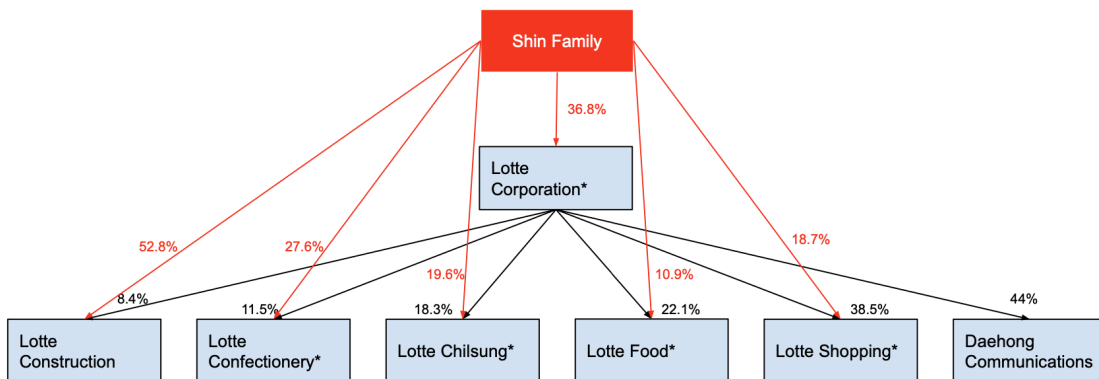 Shin Family
36.8%
Lotte
Corporation*
52.8%
27.6%
19.6%
10.9%
18.7%
8.4%
11.5%
18.3%
22.1%
38.5%
44%
Lotte
Construction
Lotte
Confectionery*
Lotte Chilsung*
Lotte Food*
Lotte Shopping*
Daehong
Communications